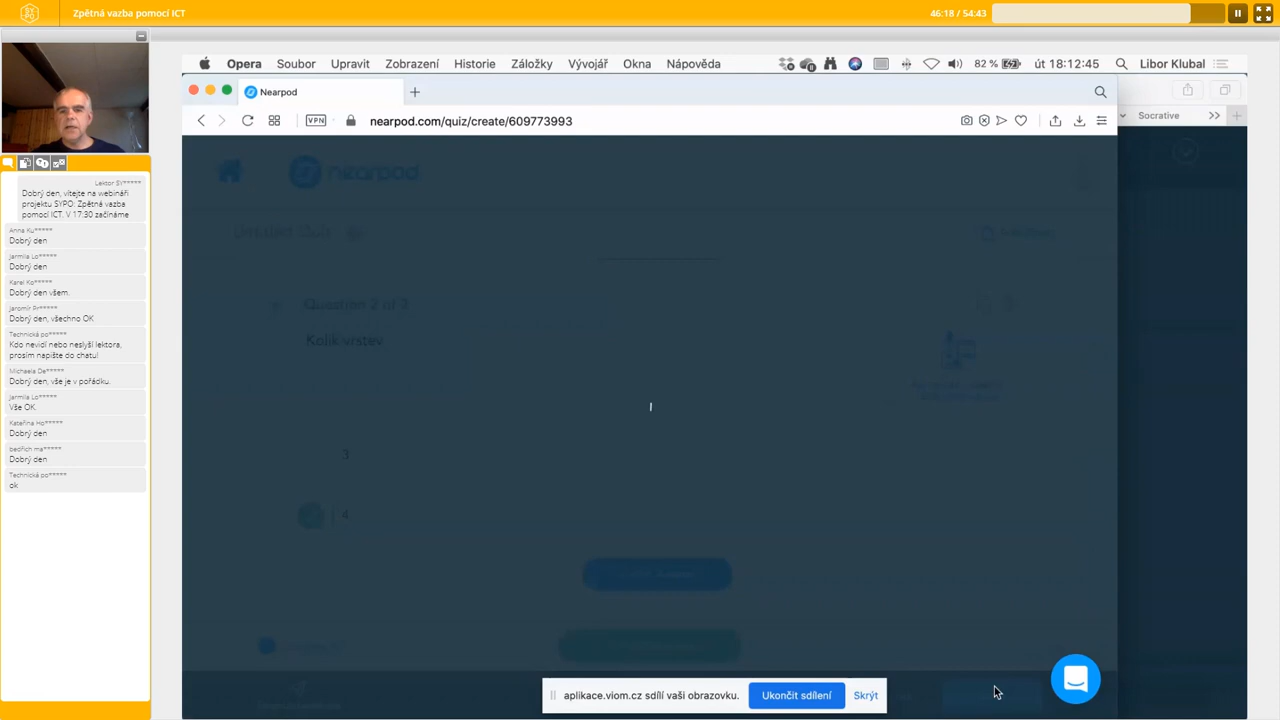 Zpětná vazba pomocí ICT
46:18 / 54:43
Opera Soubor Upravit Zobrazení Historie Záložky Vývojář Okna Nápověda
82 % út 18:12:45 Libor Klubal
Nearpod
Socrative
VPN nearpod.com/quiz/create/609773993
Lektor SY*****
Dobrý den, vítejte na webináři
projektu SYPO: Zpětná vazba
pomocí ICT. V 17:30 začínáme
Anna Ku*****
Dobrý den
Jarmila Lo*****
Dobrý den
Karel Ko*****
Dobrý den všem.
Jaromír Pr*****
Dobrý den, všechno OK
Technická po*****
Kdo nevidí nebo neslyší lektora,
prosím napište do chatu!
Michaela De*****
Dobrý den, vše je v pořádku.
Jarmila Lo*****
Vše OK.
Kateřina Ho*****
Dobrý den
bedřich ma*****
Dobrý den
Technická po*****
ok
nearpod
Untitled Quiz
Question 2 of 2
Kolik vrstev
3
4
aplikace.viom.cz sdílí vaši obrazovku. Ukončit sdílení Skrýt